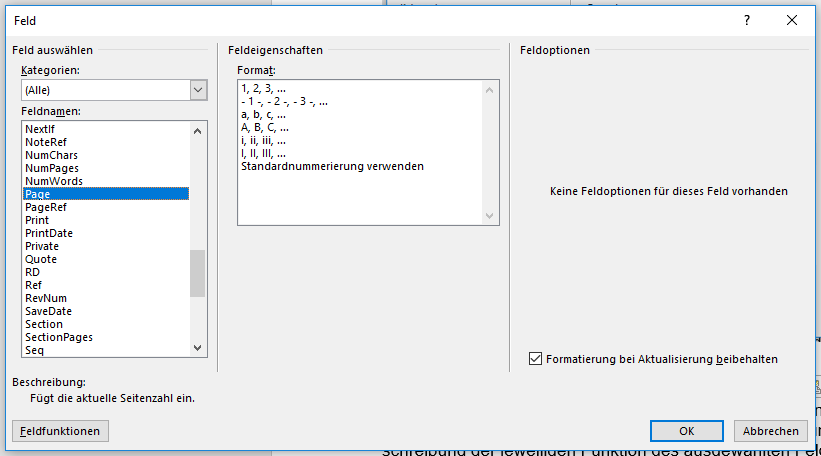 Feld
?
Feld auswählen
Kategorien:
(Alle)
Feldnamen:
NextIf
NoteRef
NumChars
NumPages
NumWords
Page
PageRef
Print
PrintDate
Private
Quote
RD
Ref
RevNum
SaveDate
Section
SectionPages
Seq
Feldeigenschaften
Format:
1, 2, 3, ...
- 1 -, - 2 -, - 3 -, ...
a, b, c, ...
A, B, C, ...
i, ii, iii, ...
I, II, III, ...
Standardnummerierung verwenden
Feldoptionen
Keine Feldoptionen für dieses Feld vorhanden
Formatierung bei Aktualisierung beibehalten
Beschreibung:
Fügt die aktuelle Seitenzahl ein.
Feldfunktionen
OK
Abbrechen
schreibung der jeweiligen Funktion des ausgewählten Feld